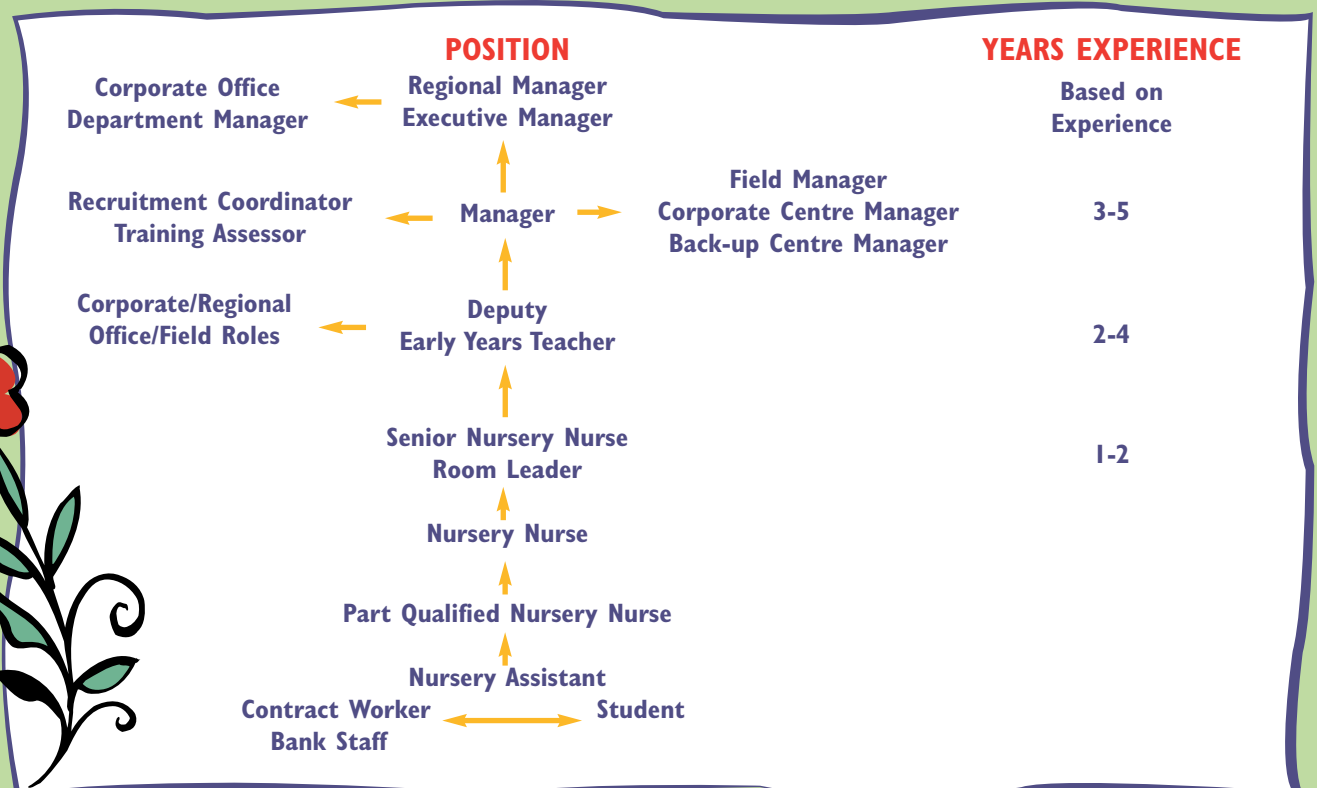 POSITION
YEARS EXPERIENCE
Corporate Office
Department Manager
Regional Manager
Executive Manager
Based on
Experience
Recruitment Coordinator
Training Assessor
Manager
Field Manager
Corporate Centre Manager
Back-up Centre Manager
3-5
Corporate/Regional
Office/Field Roles
Deputy
Early Years Teacher
2-4
Senior Nursery Nurse
Room Leader
1-2
Nursery Nurse
Part Qualified Nursery Nurse
Nursery Assistant
Contract Worker
Bank Staff
Student